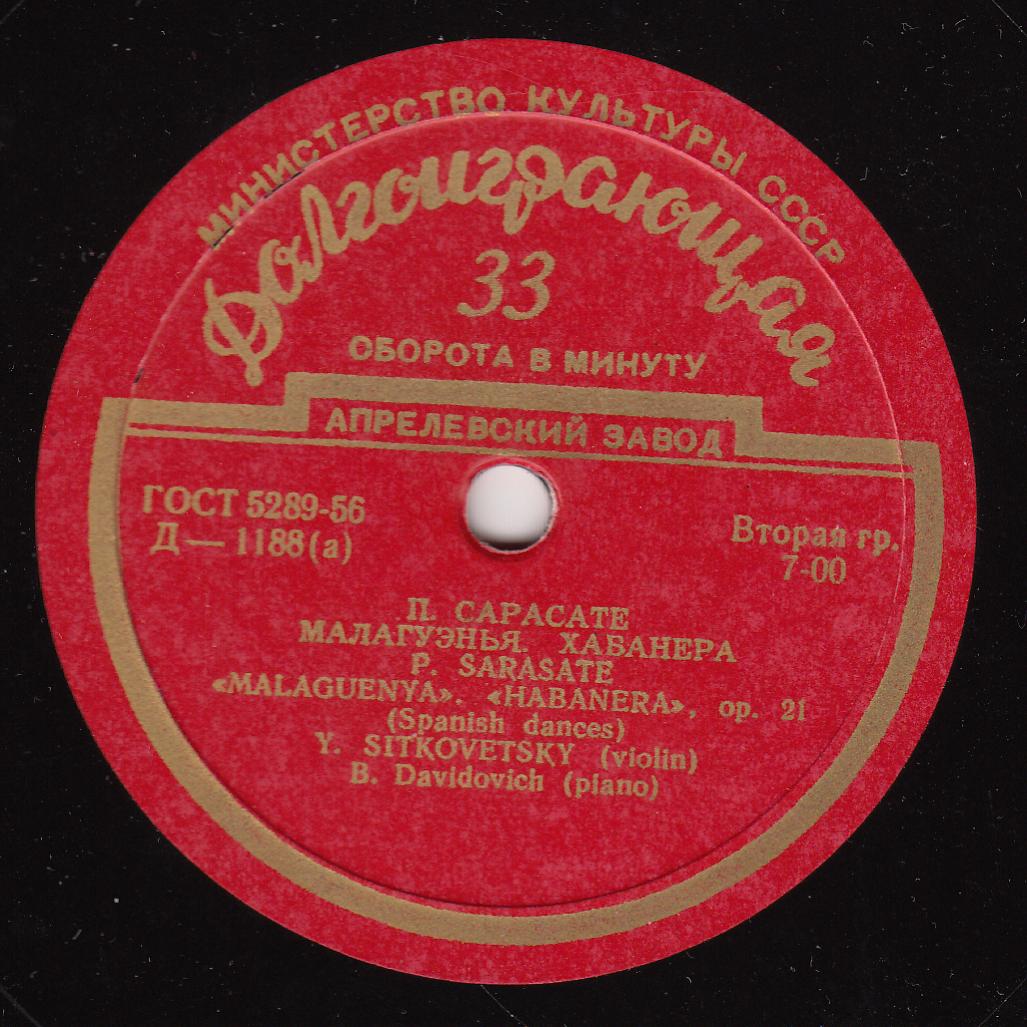 МИНИСТЕРСТВО КУЛЬТУРЫ СССР
Долгоиграющая
33
ОБОРОТА В МИНУТУ
АПРЕЛЕВСКИЙ ЗАВОД
ГОСТ 5289-56
Д — 1188(а)
Вторая гр.
7-00
П. САРАСАТЕ
МАЛАГУЭНЬЯ. ХАБАНЕРА
P. SARASATE
«MALAGUENYA». «HABANERA», op. 21
(Spanish dances)
Y. SITKOVETSKY (violin)
B. Davidovich (piano)